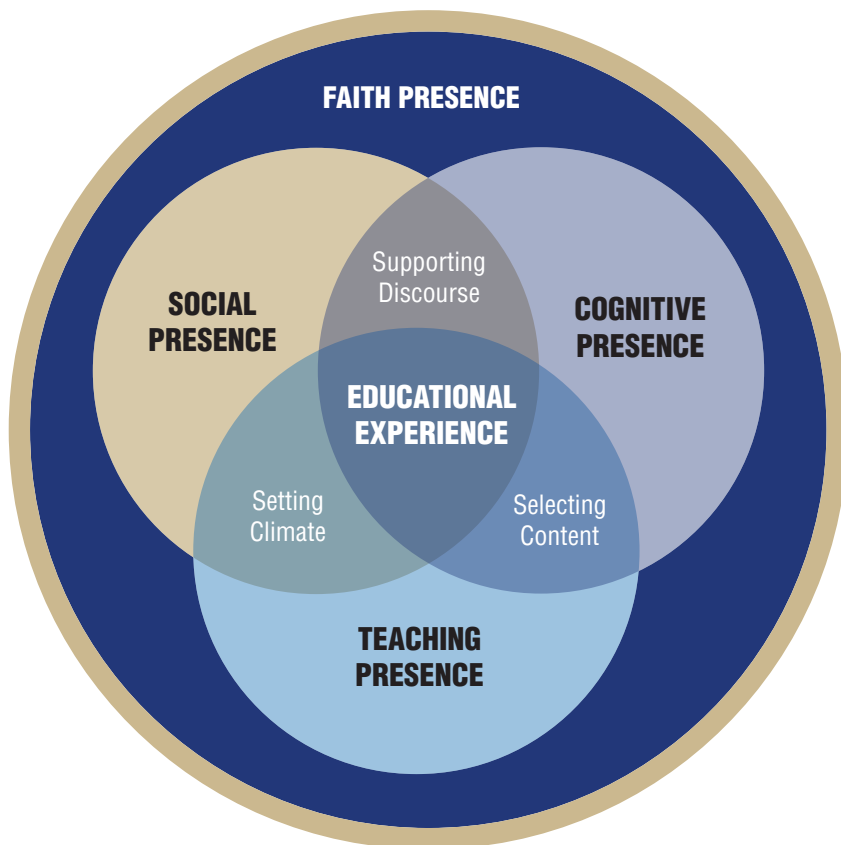 FAITH PRESENCE
Supporting
Discourse
SOCIAL
PRESENCE
COGNITIVE
PRESENCE
EDUCATIONAL
EXPERIENCE
Setting
Climate
Selecting
Content
TEACHING
PRESENCE